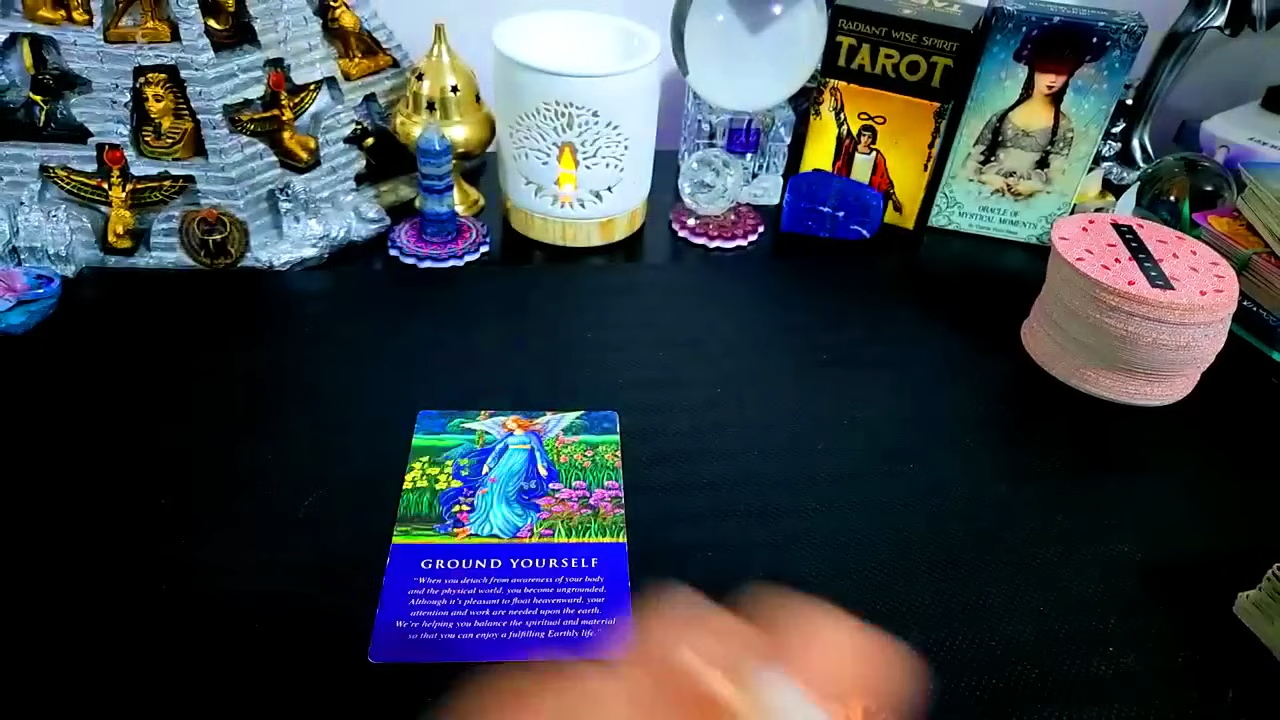 RADIANT WISE SPIRIT
TAROT
ORACLE OF
MYSTICAL MOMENTS
GROUND YOURSELF
"When you detach from awareness of your body
and the physical world, you become ungrounded.
Although it's pleasant to float heavenward, your
attention and work are needed upon the earth.
We're helping you balance the spiritual and material
so that you can enjoy a fulfilling Earthly life."